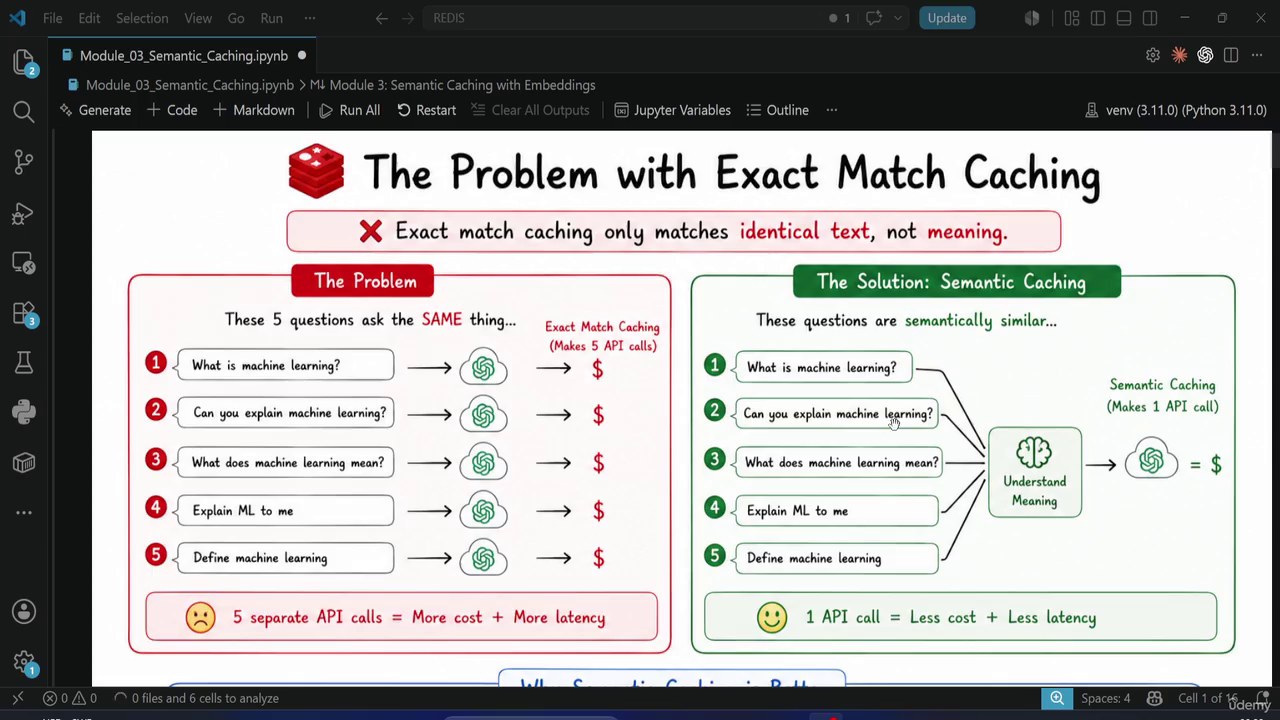 File Edit Selection View Go Run ...
REDIS
1
Update
Module_03_Semantic_Caching.ipynb
Module_03_Semantic_Caching.ipynb > M↓ Module 3: Semantic Caching with Embeddings
Generate + Code + Markdown Run All Restart Clear All Outputs Jupyter Variables Outline ... venv (3.11.0) (Python 3.11.0)
2
3
1
The Problem with Exact Match Caching
Exact match caching only matches identical text, not meaning.
The Problem
These 5 questions ask the SAME thing...
Exact Match Caching
(Makes 5 API calls)
1 What is machine learning? $
2 Can you explain machine learning? $
3 What does machine learning mean? $
4 Explain ML to me $
5 Define machine learning $
5 separate API calls = More cost + More latency
The Solution: Semantic Caching
These questions are semantically similar...
Semantic Caching
(Makes 1 API call)
1 What is machine learning?
2 Can you explain machine learning?
3 What does machine learning mean?
4 Explain ML to me
5 Define machine learning
Understand
Meaning
= $
1 API call = Less cost + Less latency
0 0 0 files and 6 cells to analyze
Spaces: 4 Cell 1 of
udemy